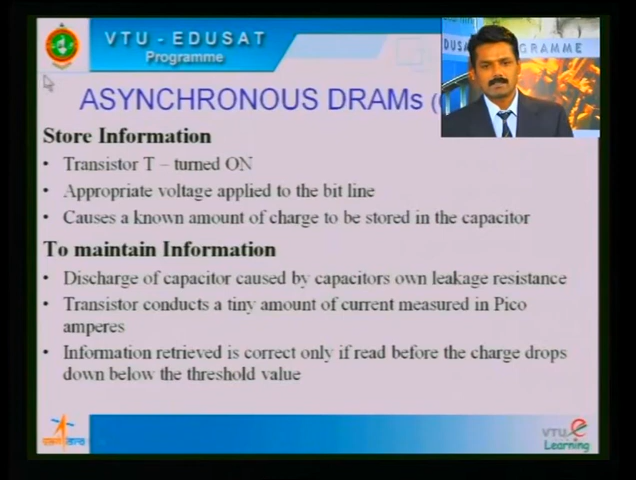 VTU - EDUSAT
Programme
DUSA GRAMME
ASYNCHRONOUS DRAMs
Store Information
• Transistor T – turned ON
• Appropriate voltage applied to the bit line
• Causes a known amount of charge to be stored in the capacitor
To maintain Information
• Discharge of capacitor caused by capacitors own leakage resistance
• Transistor conducts a tiny amount of current measured in Pico
amperes
• Information retrieved is correct only if read before the charge drops
down below the threshold value
VTU e
Learning